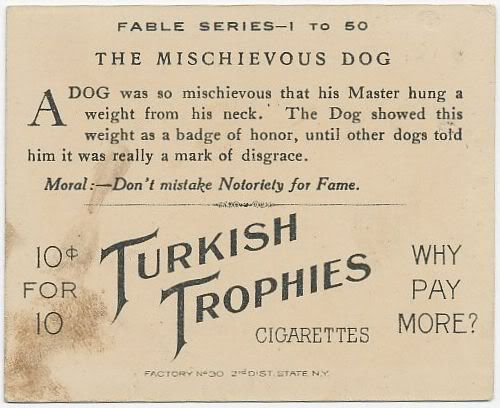 FABLE SERIES-1 TO 50
THE MISCHIEVOUS DOG
A DOG was so mischievous that his Master hung a
weight from his neck. The Dog showed this
weight as a badge of honor, until other dogs told
him it was really a mark of disgrace.
Moral:—Don't mistake Notoriety for Fame.
10¢
FOR
10
TURKISH
TROPHIES
CIGARETTES
WHY
PAY
MORE?
FACTORY No 30 2nd DIST. STATE N.Y.